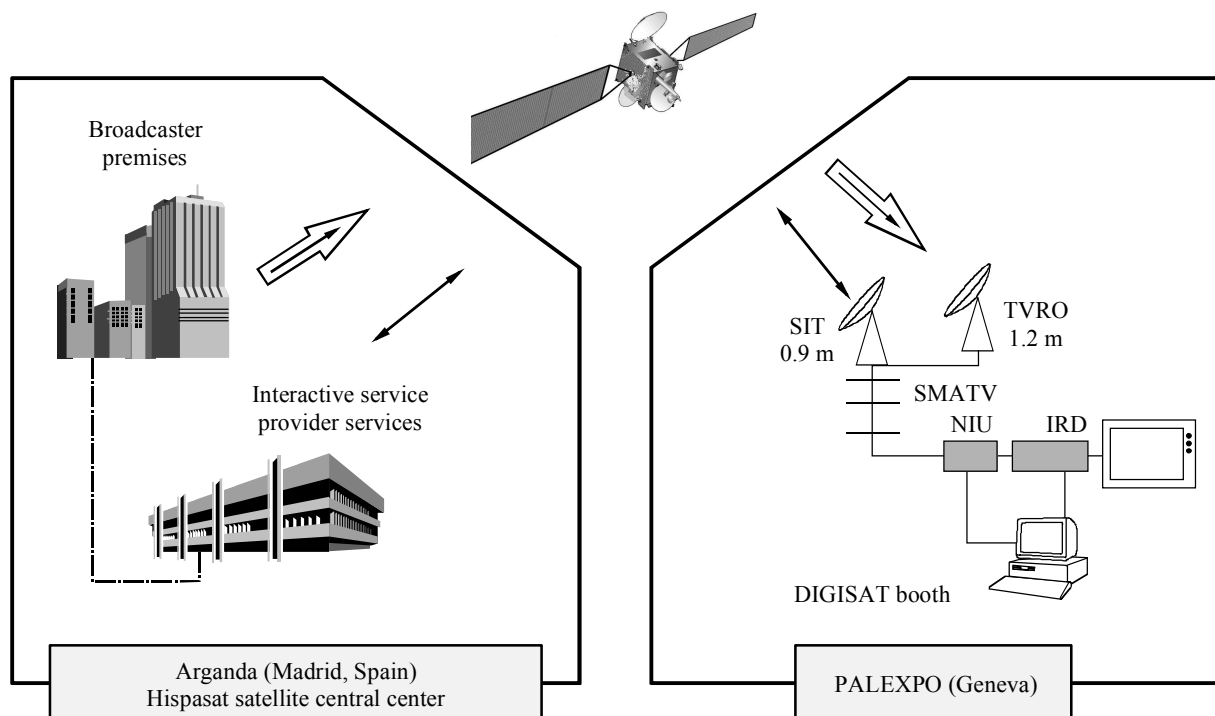 Broadcaster
premises
Interactive service
provider services
Arganda (Madrid, Spain)
Hispasat satellite central center
SIT
0.9 m
TVRO
1.2 m
SMATV
NIU
IRD
DIGISAT booth
PALEXPO (Geneva)